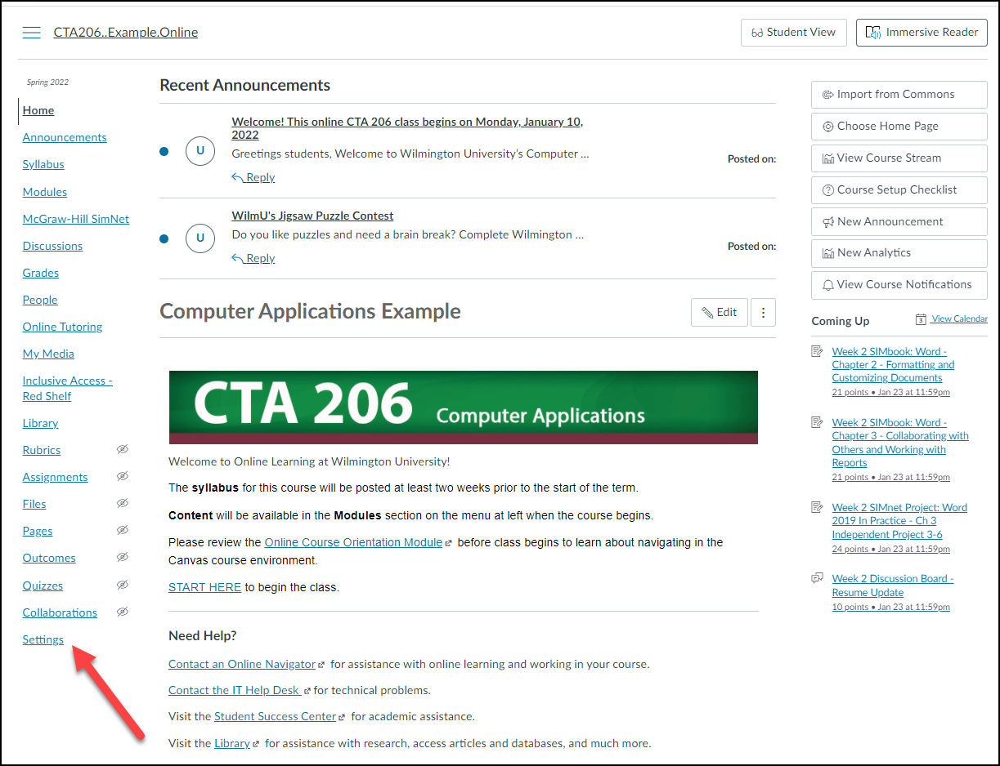 CTA206..Example.Online
Student View
Immersive Reader
Spring 2022
Home
Announcements
Syllabus
Modules
McGraw-Hill SimNet
Discussions
Grades
People
Online Tutoring
My Media
Inclusive Access -
Red Shelf
Library
Rubrics
Assignments
Files
Pages
Outcomes
Quizzes
Collaborations
Settings
Recent Announcements
U
Welcome! This online CTA 206 class begins on Monday, January 10,
2022
Greetings students, Welcome to Wilmington University's Computer ...
Reply
Posted on:
U
WilmU's Jigsaw Puzzle Contest
Do you like puzzles and need a brain break? Complete Wilmington ...
Reply
Posted on:
Computer Applications Example
Edit
CTA 206 Computer Applications
Welcome to Online Learning at Wilmington University!
The syllabus for this course will be posted at least two weeks prior to the start of the term.
Content will be available in the Modules section on the menu at left when the course begins.
Please review the Online Course Orientation Module before class begins to learn about navigating in the
Canvas course environment.
START HERE to begin the class.
Need Help?
Contact an Online Navigator for assistance with online learning and working in your course.
Contact the IT Help Desk for technical problems.
Visit the Student Success Center for academic assistance.
Visit the Library for assistance with research, access articles and databases, and much more.
Import from Commons
Choose Home Page
View Course Stream
Course Setup Checklist
New Announcement
New Analytics
View Course Notifications
Coming Up
3 View Calendar
Week 2 SIMbook: Word -
Chapter 2 - Formatting and
Customizing Documents
21 points • Jan 23 at 11:59pm
Week 2 SIMbook: Word -
Chapter 3 - Collaborating with
Others and Working with
Reports
21 points • Jan 23 at 11:59pm
Week 2 SIMnet Project: Word
2019 In Practice - Ch 3
Independent Project 3-6
24 points • Jan 23 at 11:59pm
Week 2 Discussion Board -
Resume Update
10 points • Jan 23 at 11:59pm